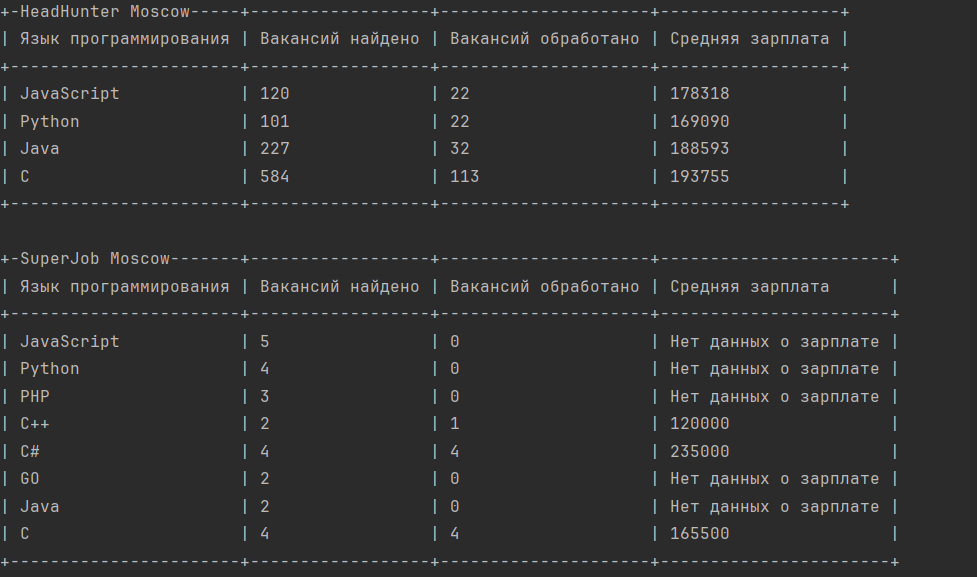 +-HeadHunter Moscow-----+------------------+---------------------+------------------+
| Язык программирования | Вакансий найдено | Вакансий обработано | Средняя зарплата |
+-----------------------+------------------+---------------------+------------------+
| JavaScript            | 120              | 22                  | 178318           |
| Python                | 101              | 22                  | 169090           |
| Java                  | 227              | 32                  | 188593           |
| C                     | 584              | 113                 | 193755           |
+-----------------------+------------------+---------------------+------------------+

+-SuperJob Moscow-------+------------------+---------------------+-----------------------+
| Язык программирования | Вакансий найдено | Вакансий обработано | Средняя зарплата      |
+-----------------------+------------------+---------------------+-----------------------+
| JavaScript            | 5                | 0                   | Нет данных о зарплате |
| Python                | 4                | 0                   | Нет данных о зарплате |
| PHP                   | 3                | 0                   | Нет данных о зарплате |
| C++                   | 2                | 1                   | 120000                |
| C#                    | 4                | 4                   | 235000                |
| GO                    | 2                | 0                   | Нет данных о зарплате |
| Java                  | 2                | 0                   | Нет данных о зарплате |
| C                     | 4                | 4                   | 165500                |
+-----------------------+------------------+---------------------+-----------------------+